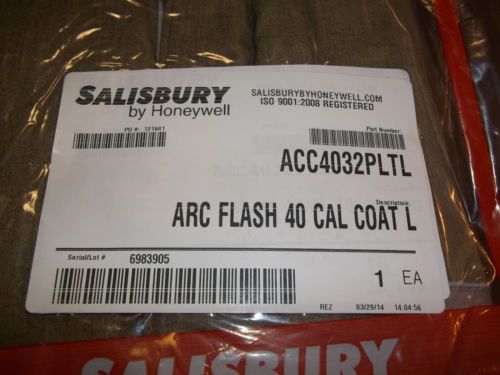 SALISBURY
by Honeywell
SALISBURYBYHONEYWELL.COM
ISO 9001:2008 REGISTERED
PO #: 121841
Part Number:
ACC4032PLTL
Description:
ARC FLASH 40 CAL COAT L
Serial/Lot # 6983905
1 EA
REZ 03/29/14 14:04:56
SALISBURY